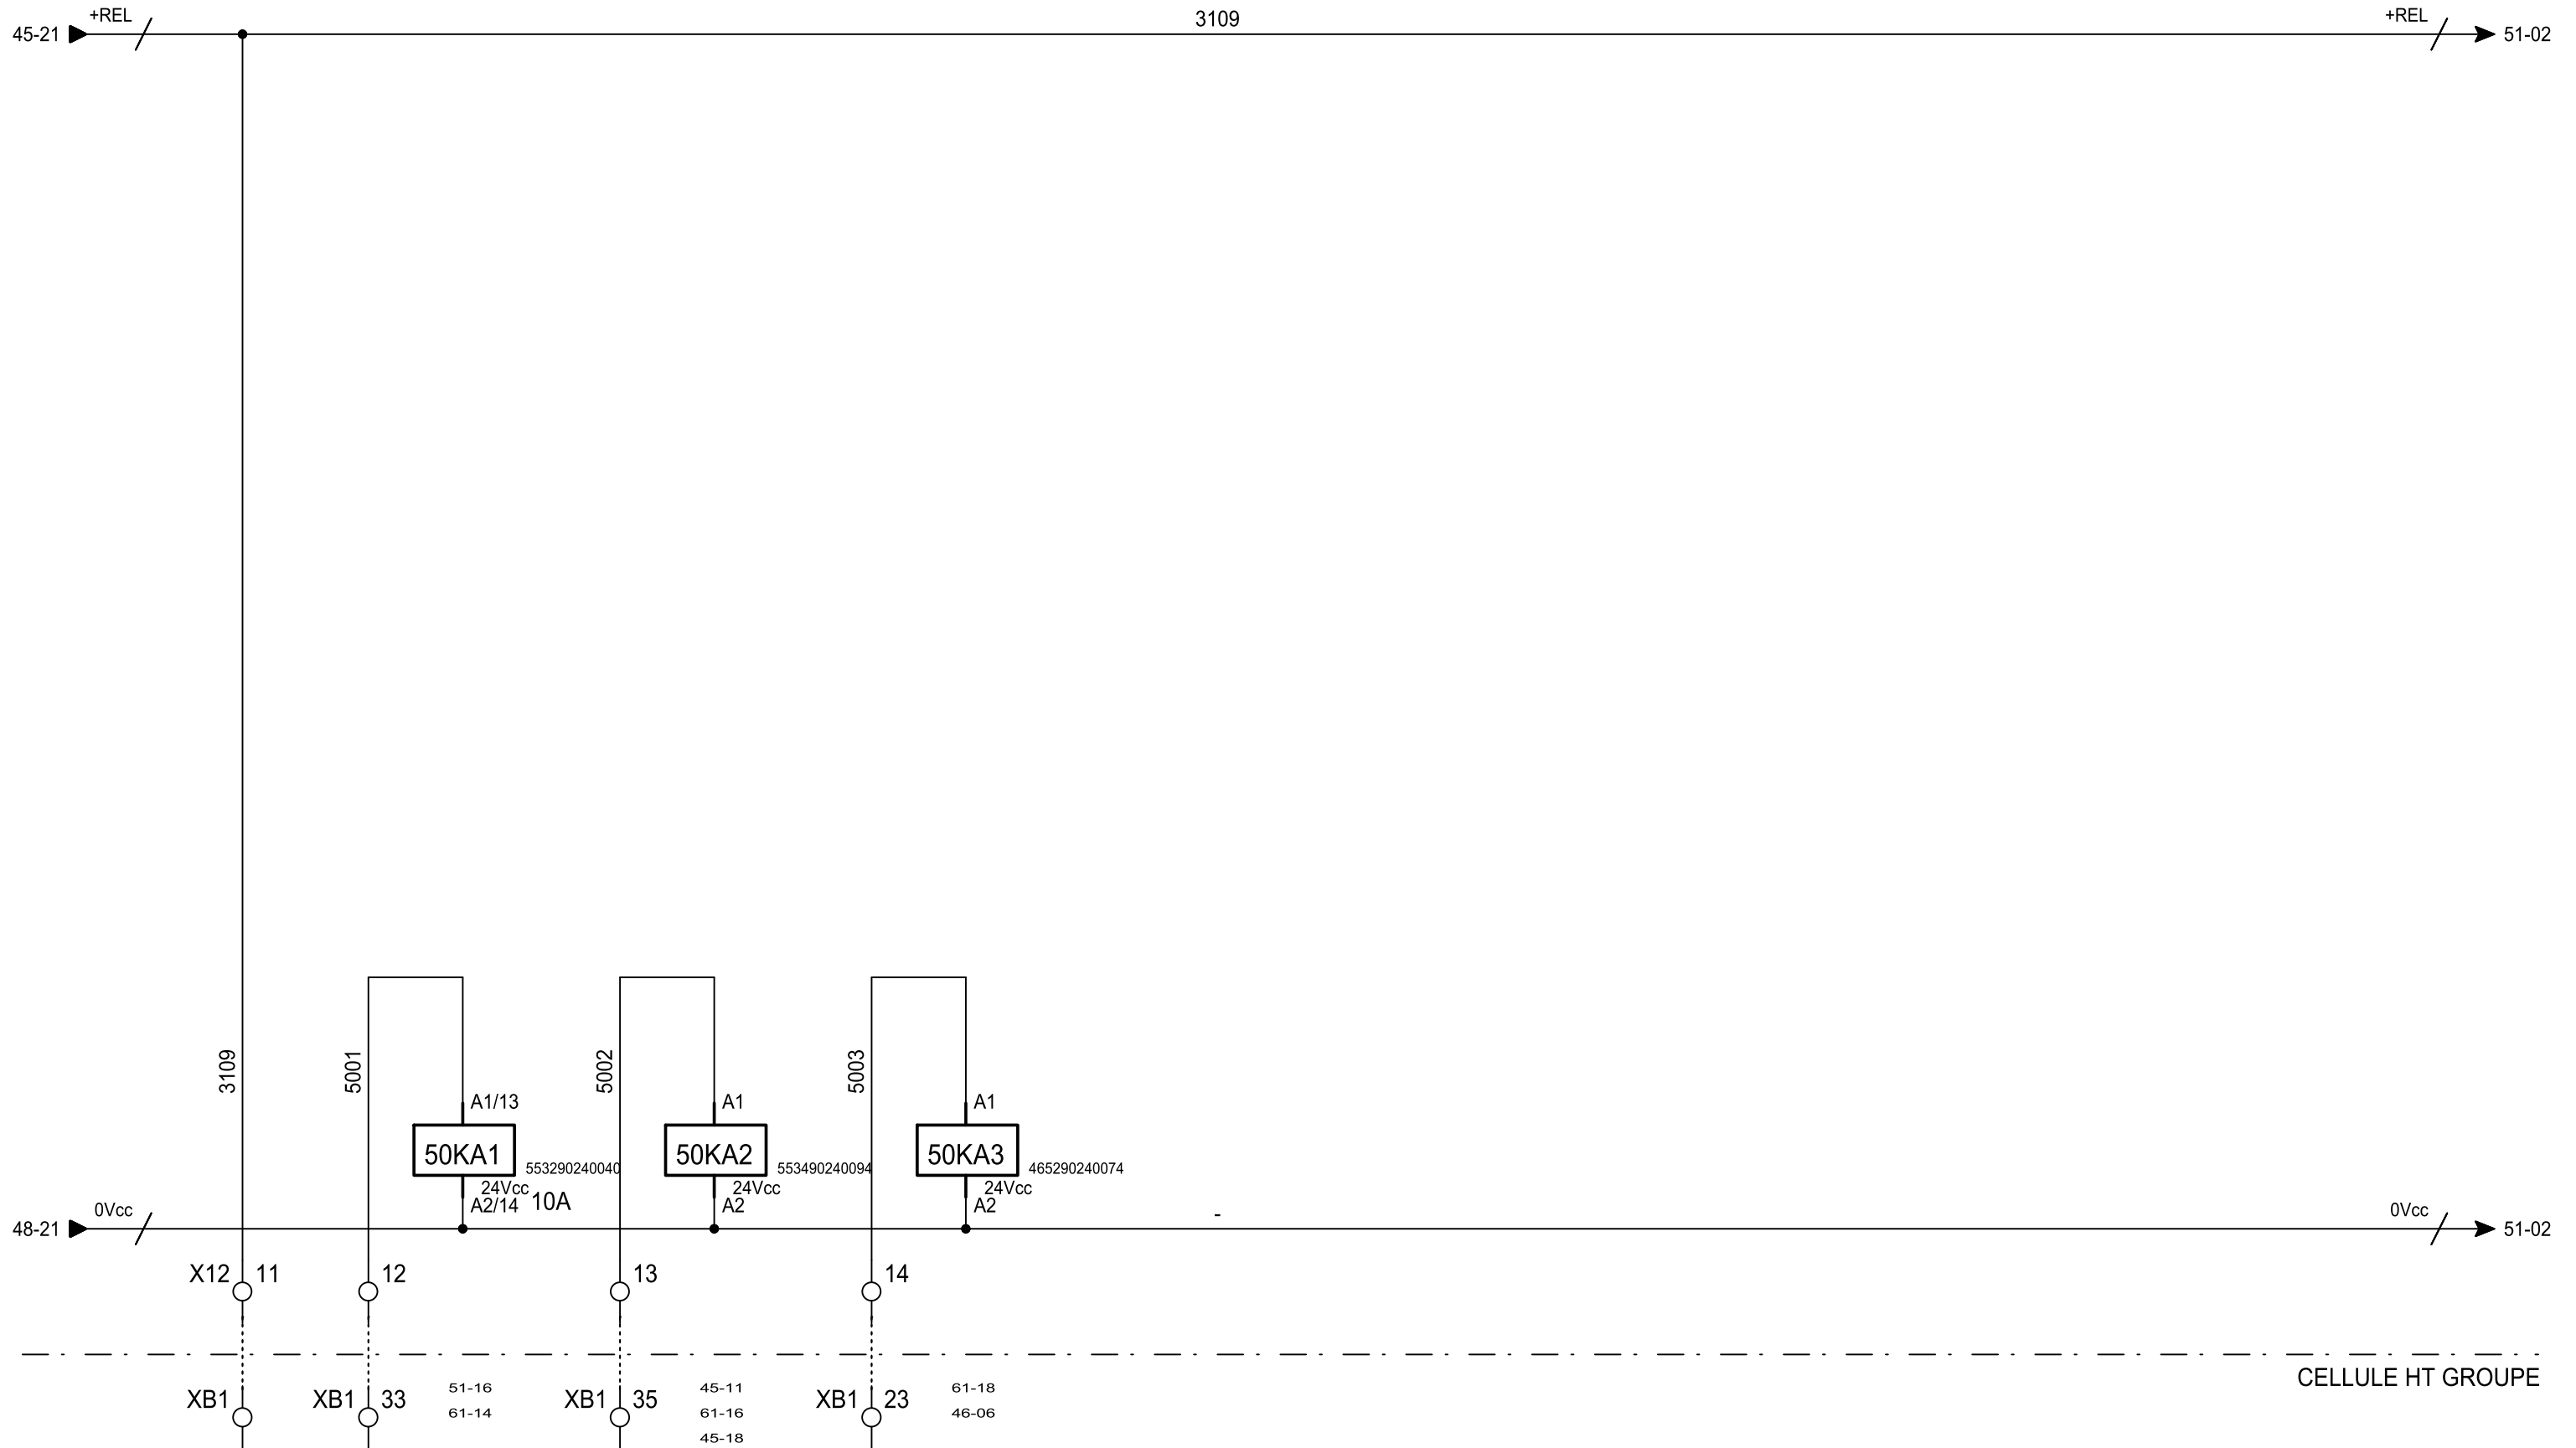 +REL 3109 +REL
45-21 51-02
3109 5001 5002 5003
A1/13 A1 A1
50KA1 50KA2 50KA3
553290240040 553490240094 465290240074
24Vcc 24Vcc 24Vcc
A2/14 10A A2 A2
0Vcc - 0Vcc
48-21 51-02
X12 11 12 13 14
CELLULE HT GROUPE
XB1 XB1 33 XB1 35 XB1 23
51-16 45-11 61-18
61-14 61-16 46-06
45-18